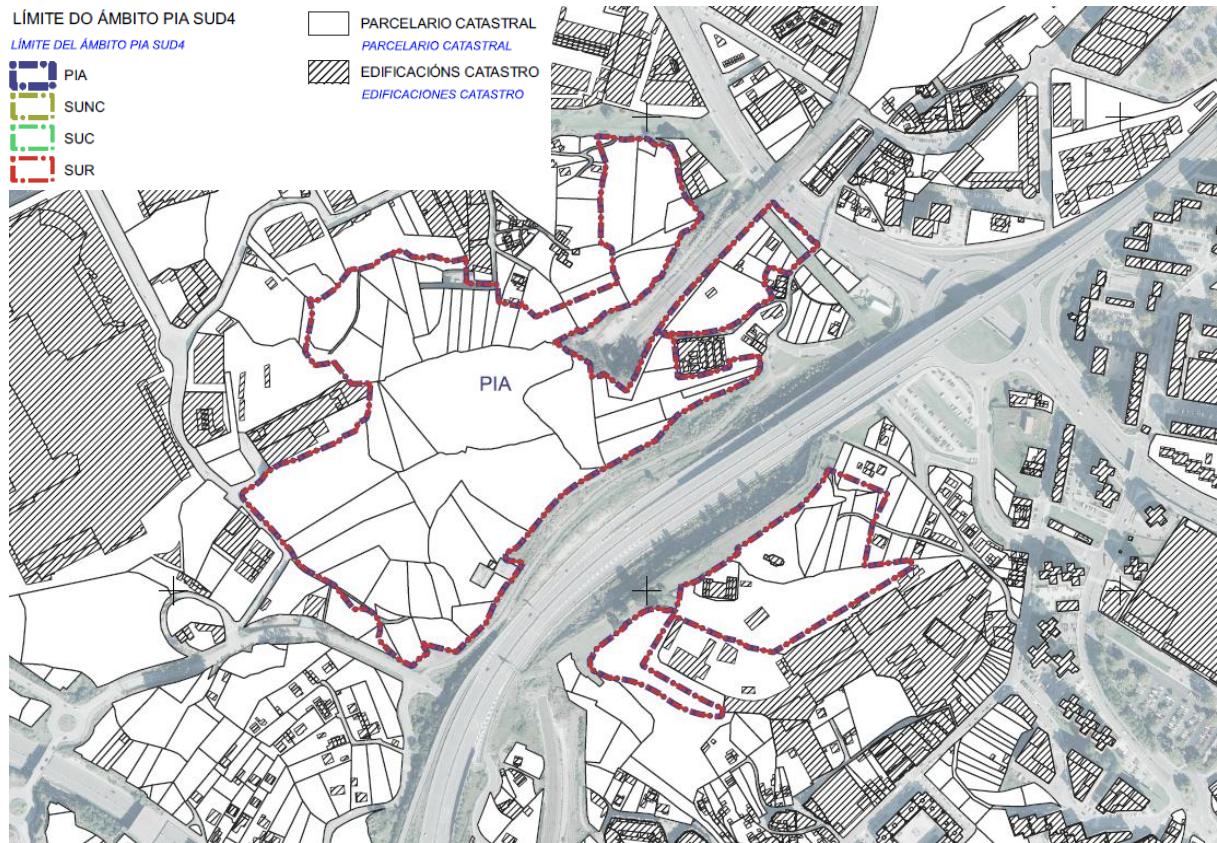 LÍMITE DO ÁMBITO PIA SUD4
LÍMITE DEL ÁMBITO PIA SUD4
PIA
SUNC
SUC
SUR
PARCELARIO CATASTRAL
PARCELARIO CATASTRAL
EDIFICACIÓNS CATASTRO
EDIFICACIONES CATASTRO
PIA